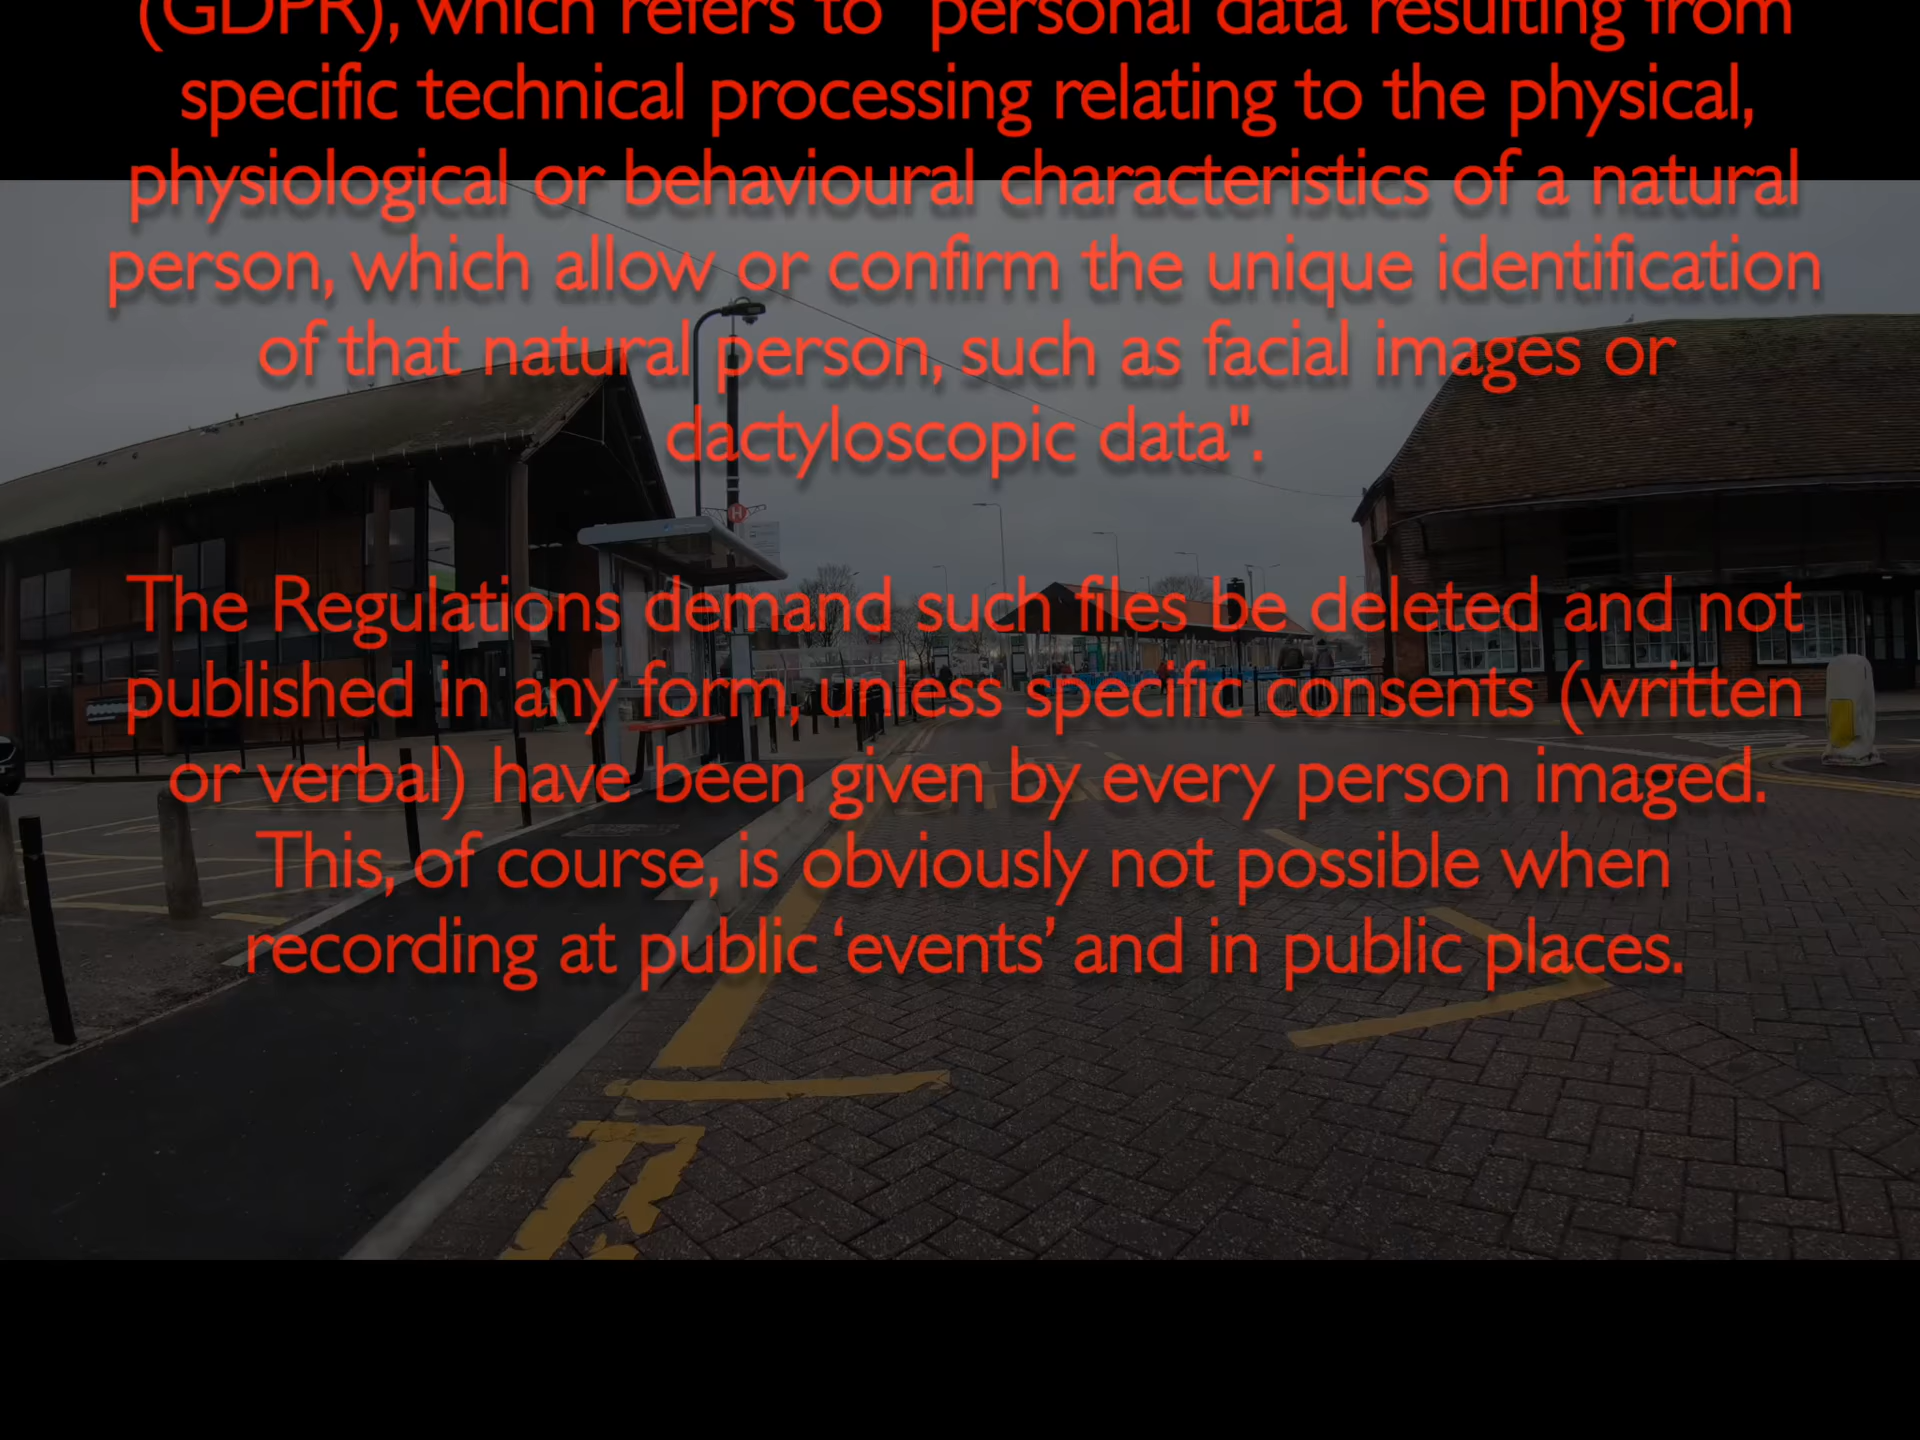 (GDPR), which refers to "personal data resulting from
specific technical processing relating to the physical,
physiological or behavioural characteristics of a natural
person, which allow or confirm the unique identification
of that natural person, such as facial images or
dactyloscopic data".
H
The Regulations demand such files be deleted and not
published in any form, unless specific consents (written
or verbal) have been given by every person imaged.
This, of course, is obviously not possible when
recording at public ‘events’ and in public places.